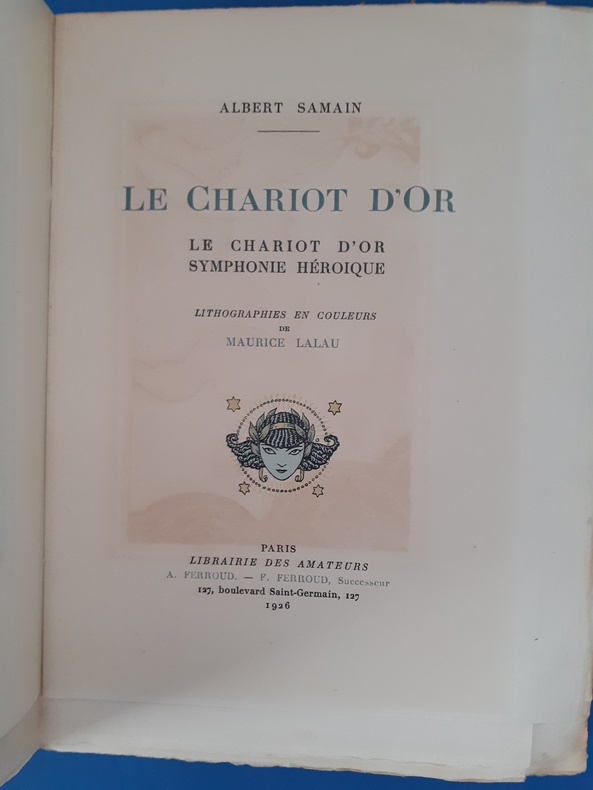 ALBERT SAMAIN
LE CHARIOT D'OR
LE CHARIOT D'OR
SYMPHONIE HÉROIQUE
LITHOGRAPHIES EN COULEURS
DE
MAURICE LALAU
PARIS
LIBRAIRIE DES AMATEURS
A. FERROUD. — F. FERROUD, Successeur
127, boulevard Saint-Germain, 127
1926